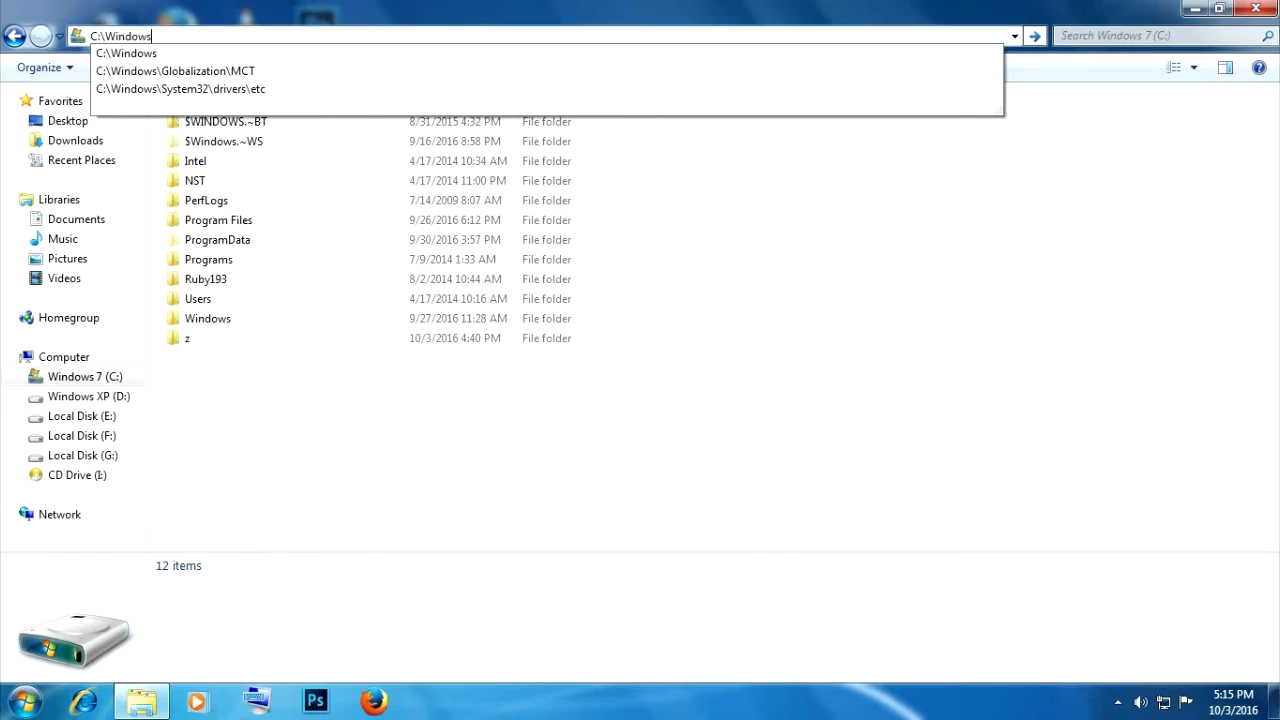 C:\Windows
Search Windows 7 (C:)
C:\Windows
C:\Windows\Globalization\MCT
C:\Windows\System32\drivers\etc
Organize
Favorites
Desktop
Downloads
Recent Places
Libraries
Documents
Music
Pictures
Videos
Homegroup
Computer
Windows 7 (C:)
Windows XP (D:)
Local Disk (E:)
Local Disk (F:)
Local Disk (G:)
CD Drive (I:)
Network
$WINDOWS.~BT 8/31/2015 4:32 PM File folder
$Windows.~WS 9/16/2016 8:58 PM File folder
Intel 4/17/2014 10:34 AM File folder
NST 4/17/2014 11:00 PM File folder
PerfLogs 7/14/2009 8:07 AM File folder
Program Files 9/26/2016 6:12 PM File folder
ProgramData 9/30/2016 3:57 PM File folder
Programs 7/9/2014 1:33 AM File folder
Ruby193 8/2/2014 10:44 AM File folder
Users 4/17/2014 10:16 AM File folder
Windows 9/27/2016 11:28 AM File folder
z 10/3/2016 4:40 PM File folder
12 items
Ps
5:15 PM
10/3/2016